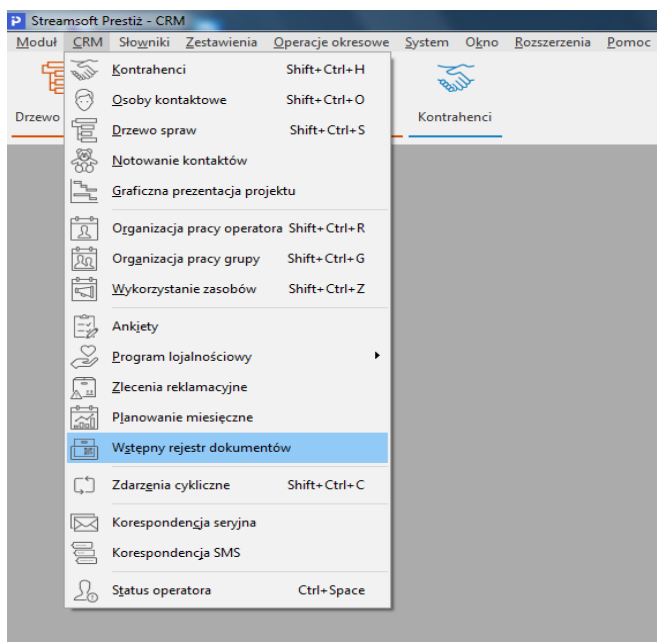 Streamsoft Prestiż - CRM
Moduł CRM Słowniki Zestawienia Operacje okresowe System Okno Rozszerzenia Pomoc
Drzewo
Kontrahenci
Kontrahenci Shift+Ctrl+H
Osoby kontaktowe Shift+Ctrl+O
Drzewo spraw Shift+Ctrl+S
Notowanie kontaktów
Graficzna prezentacja projektu
Organizacja pracy operatora Shift+Ctrl+R
Organizacja pracy grupy Shift+Ctrl+G
Wykorzystanie zasobów Shift+Ctrl+Z
Ankiety
Program lojalnościowy
Zlecenia reklamacyjne
Planowanie miesięczne
Wstępny rejestr dokumentów
Zdarzenia cykliczne Shift+Ctrl+C
Korespondencja seryjna
Korespondencja SMS
Status operatora Ctrl+Space